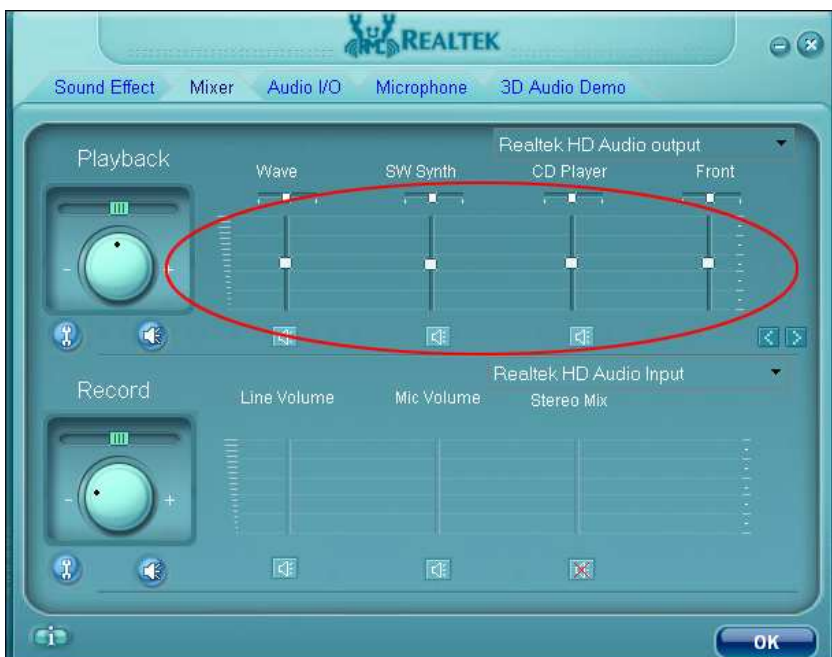 REALTEK
Sound Effect Mixer Audio I/O Microphone 3D Audio Demo
Realtek HD Audio output
Playback
Wave SW Synth CD Player Front
- +
Realtek HD Audio Input
Record
Line Volume Mic Volume Stereo Mix
- +
i
OK